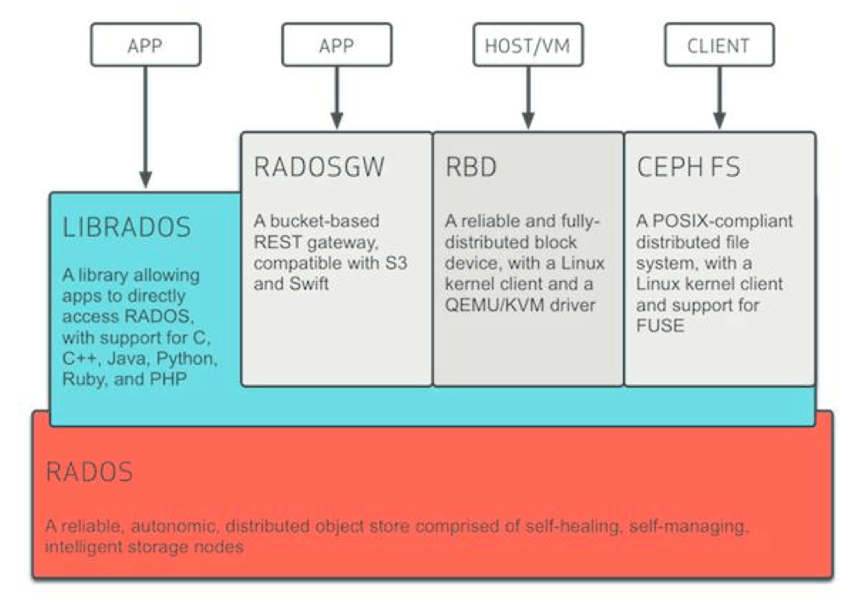 APP
APP
HOST/VM
CLIENT
LIBRADOS
A library allowing
apps to directly
access RADOS,
with support for C,
C++, Java, Python,
Ruby, and PHP
RADOSGW
A bucket-based
REST gateway,
compatible with S3
and Swift
RBD
A reliable and fully-
distributed block
device, with a Linux
kernel client and a
QEMU/KVM driver
CEPH FS
A POSIX-compliant
distributed file
system, with a
Linux kernel client
and support for
FUSE
RADOS
A reliable, autonomic, distributed object store comprised of self-healing, self-managing,
intelligent storage nodes